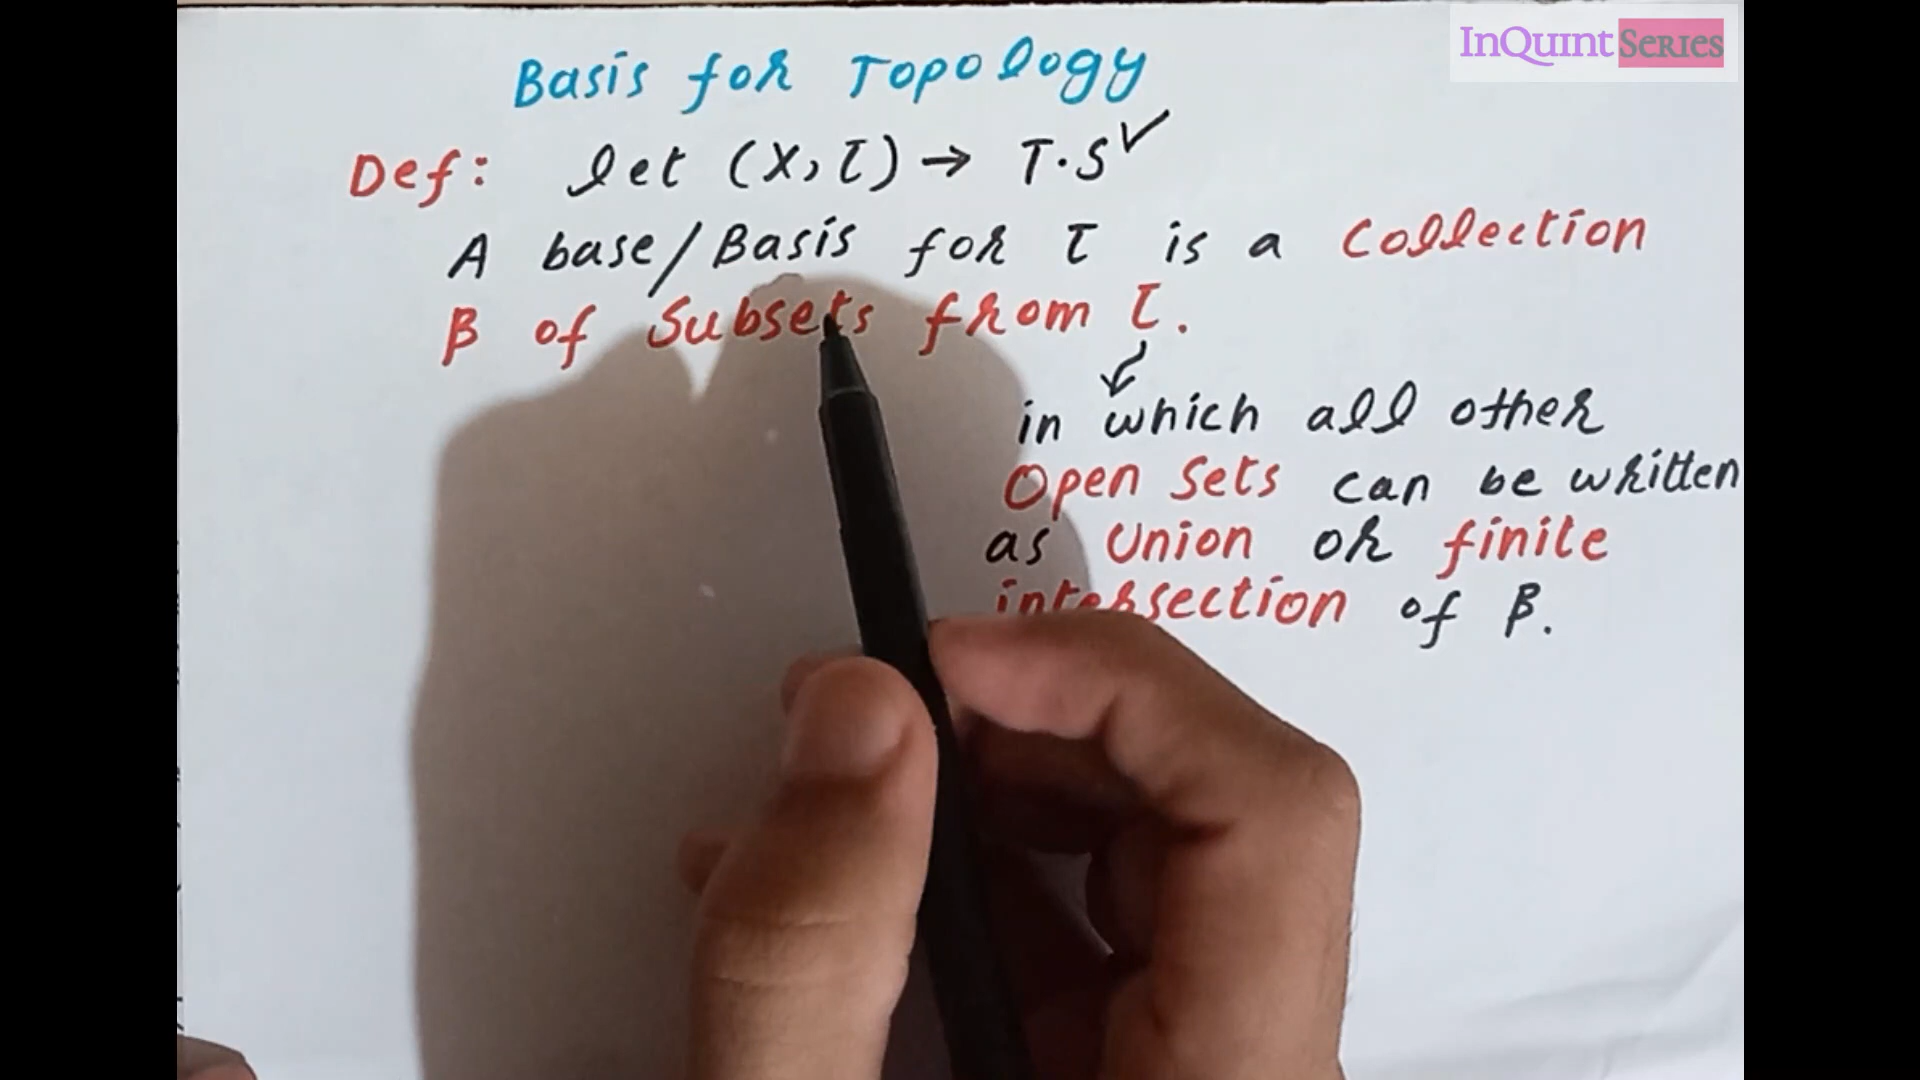 InQuint Series
Basis for Topology
Def: let (X, τ) → T.S ✓
A base/Basis for τ is a Collection
β of Subsets from τ.
in which all other
Open Sets can be written
as Union or finite
intersection of β.